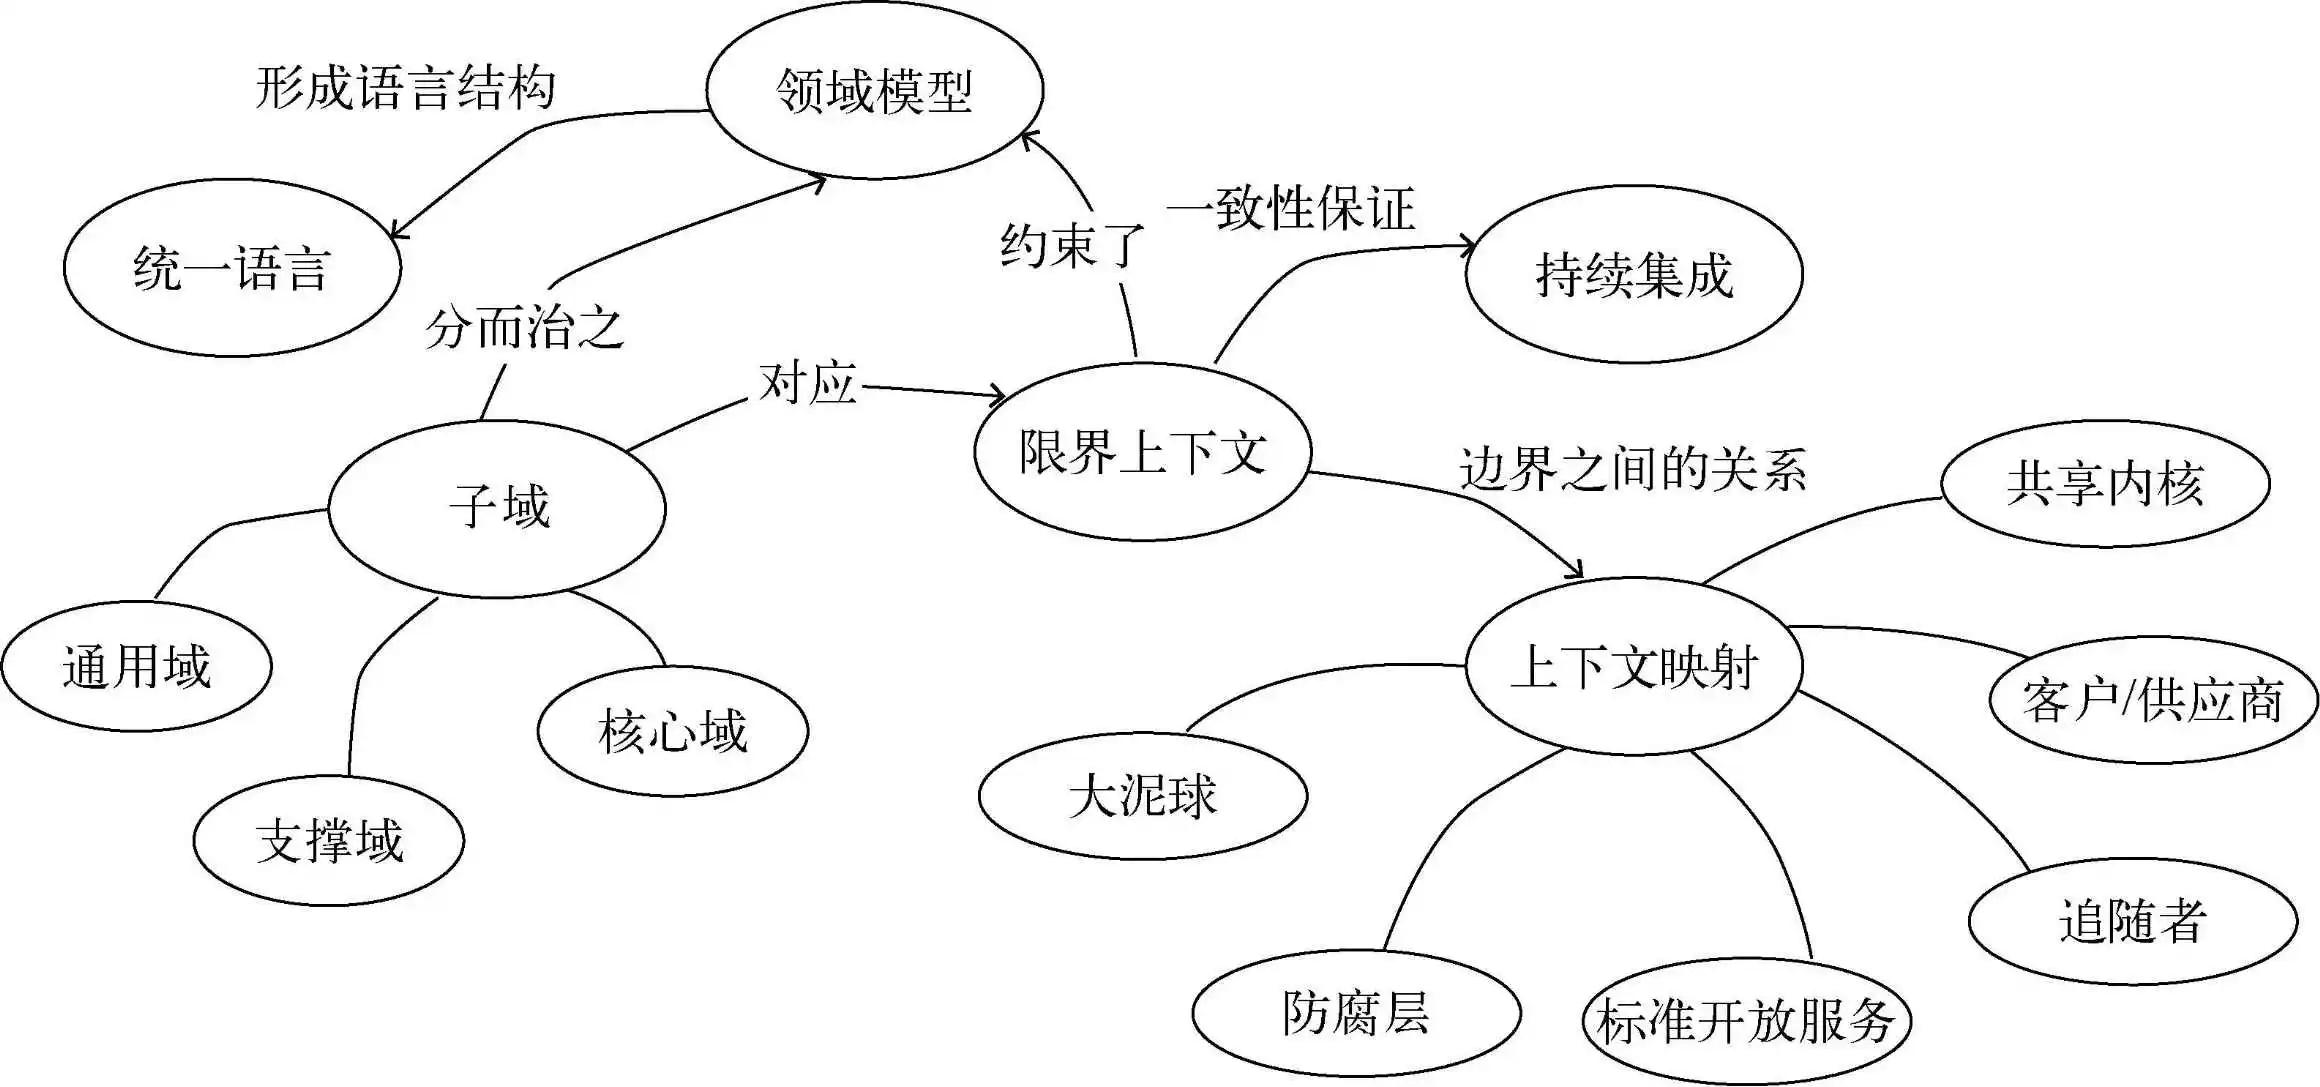 领域模型
形成语言结构
统一语言
约束了
一致性保证
持续集成
分而治之
对应
限界上下文
边界之间的关系
共享内核
子域
通用域
核心域
支撑域
上下文映射
客户/供应商
大泥球
追随者
防腐层
标准开放服务